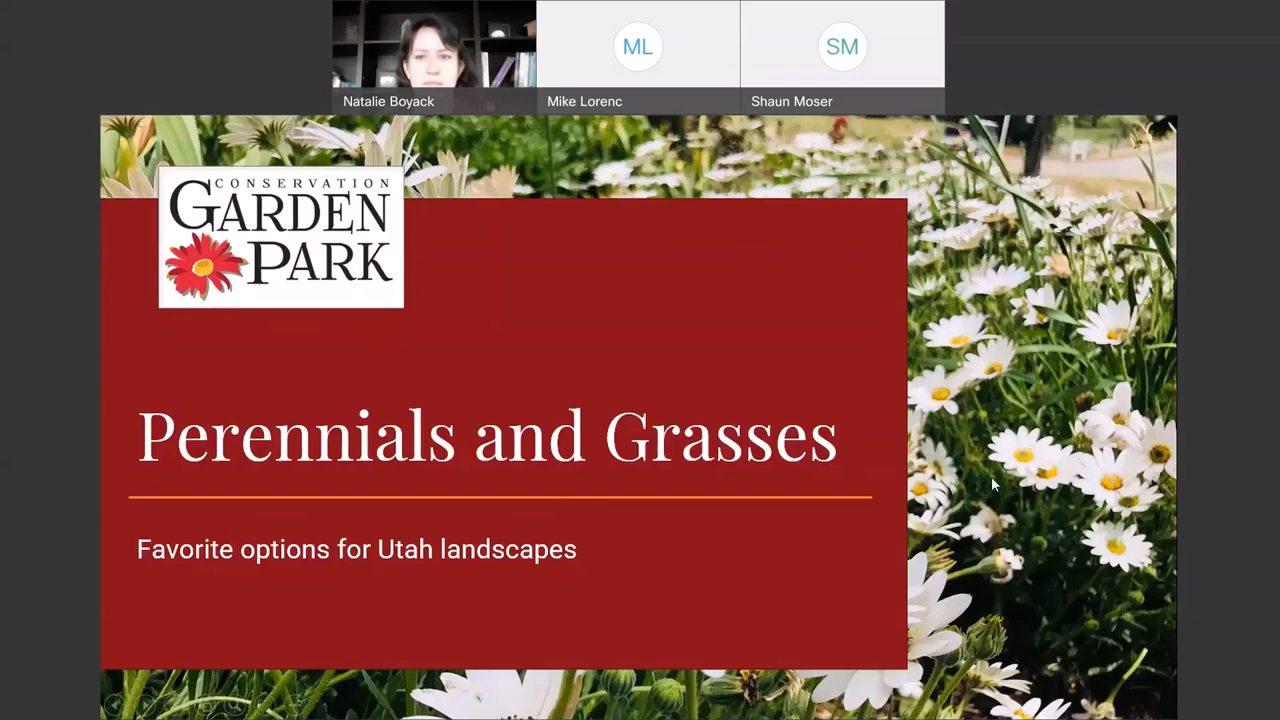 ML
SM
Natalie Boyack
Mike Lorenc
Shaun Moser
CONSERVATION
GARDEN
PARK
Perennials and Grasses
Favorite options for Utah landscapes